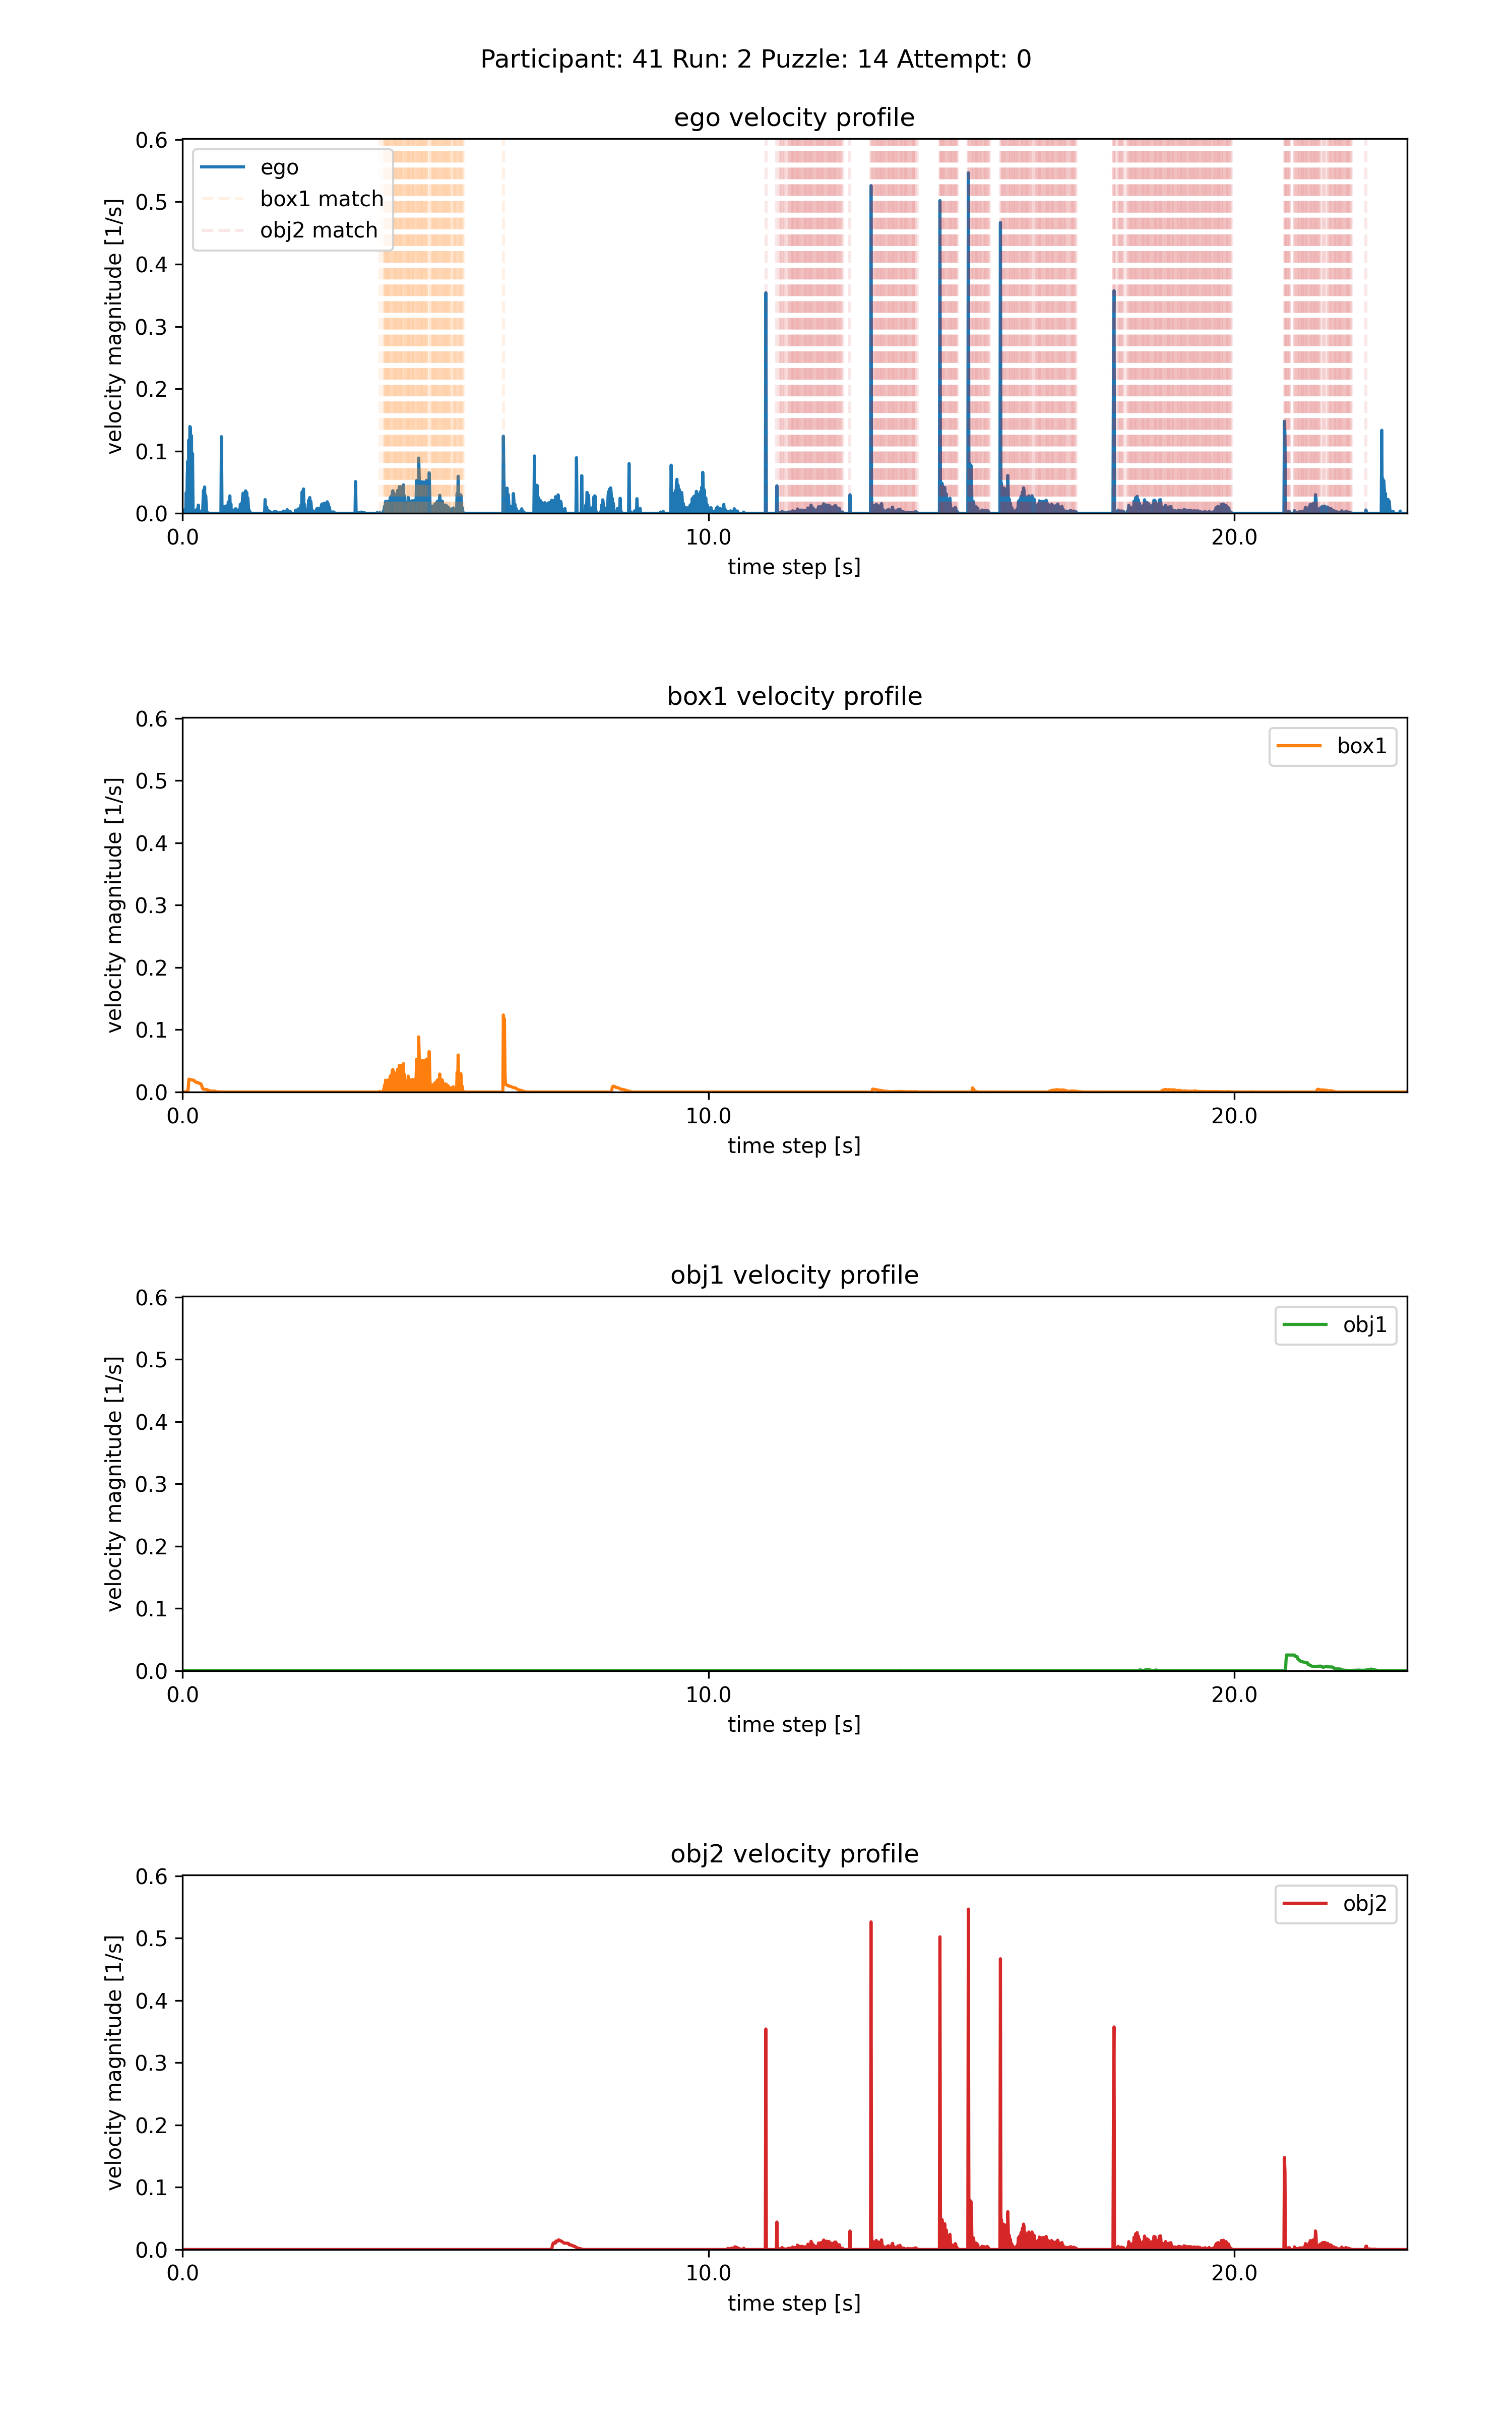 Participant: 41 Run: 2 Puzzle: 14 Attempt: 0
ego velocity profile
velocity magnitude [1/s]
0.6
0.5
0.4
0.3
0.2
0.1
0.0
ego
box1 match
obj2 match
0.0 10.0 20.0
time step [s]
box1 velocity profile
velocity magnitude [1/s]
0.6
0.5
0.4
0.3
0.2
0.1
0.0
box1
0.0 10.0 20.0
time step [s]
obj1 velocity profile
velocity magnitude [1/s]
0.6
0.5
0.4
0.3
0.2
0.1
0.0
obj1
0.0 10.0 20.0
time step [s]
obj2 velocity profile
velocity magnitude [1/s]
0.6
0.5
0.4
0.3
0.2
0.1
0.0
obj2
0.0 10.0 20.0
time step [s]